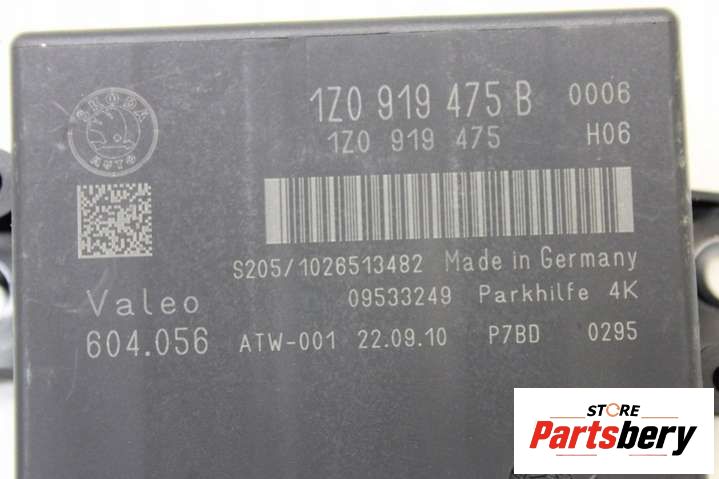 ŠKODA
AUTO
1Z0 919 475 B 0006
1Z0 919 475 H06
S205/1026513482 Made in Germany
Valeo 09533249 Parkhilfe 4K
604.056 ATW-001 22.09.10 P7BD 0295
STORE
Partsbery